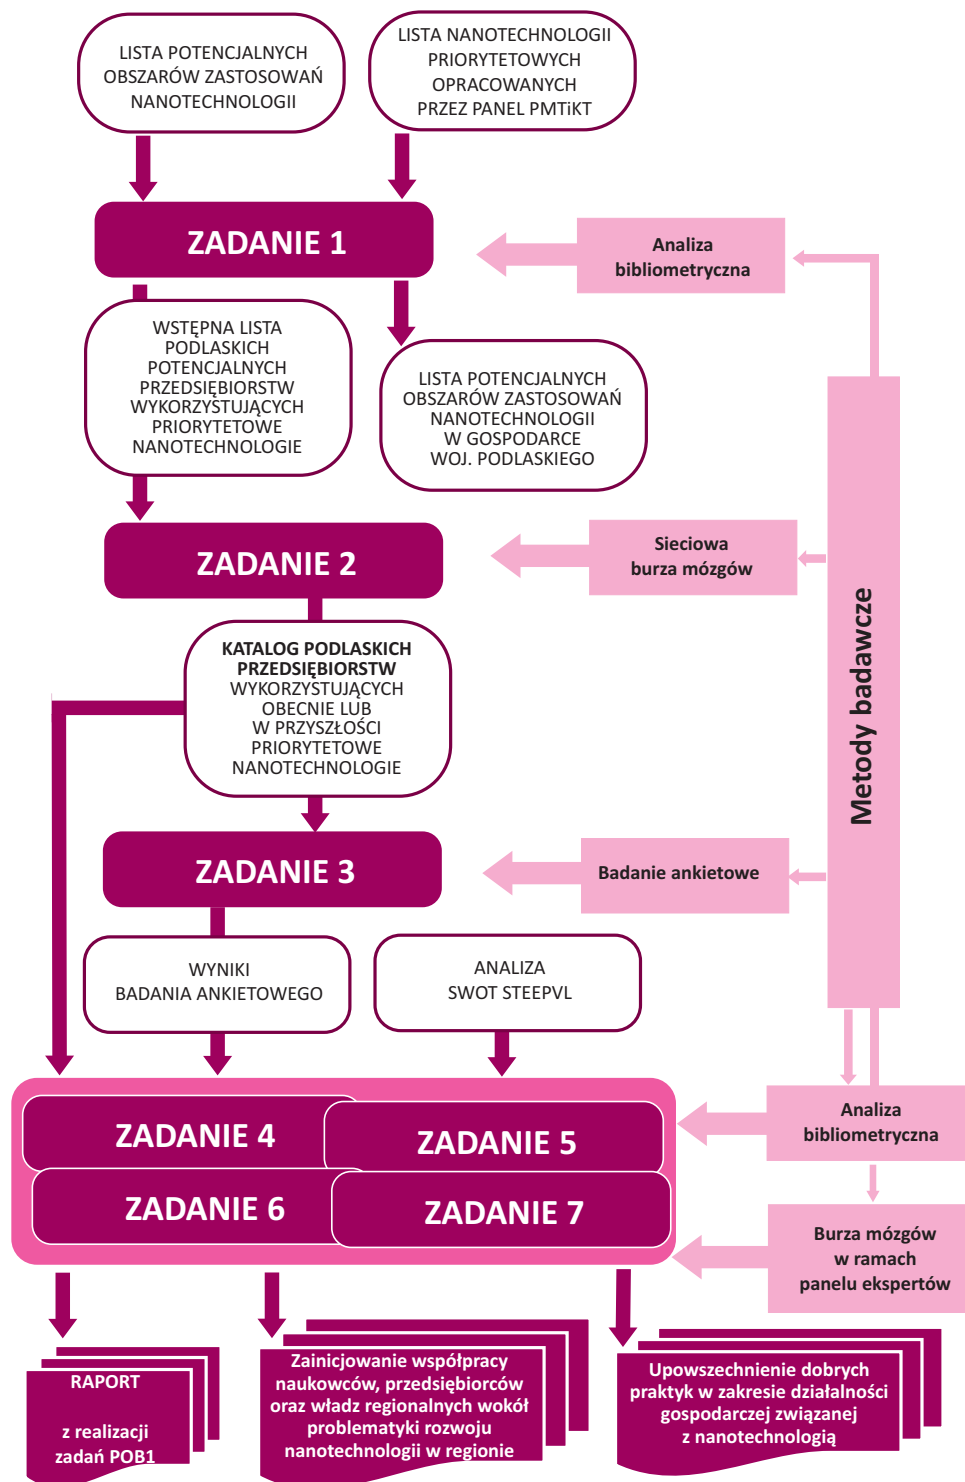 LISTA POTENCJALNYCH
OBSZARÓW ZASTOSOWAŃ
NANOTECHNOLOGII
LISTA NANOTECHNOLOGII
PRIORYTETOWYCH
OPRACOWANYCH
PRZEZ PANEL PMTiKT
ZADANIE 1
Analiza
bibliometryczna
WSTĘPNA LISTA
PODLASKICH
POTENCJALNYCH
PRZEDSIĘBIORSTW
WYKORZYSTUJĄCYCH
PRIORYTETOWE
NANOTECHNOLOGIE
LISTA POTENCJALNYCH
OBSZARÓW ZASTOSOWAŃ
NANOTECHNOLOGII
W GOSPODARCE
WOJ. PODLASKIEGO
ZADANIE 2
Sieciowa
burza mózgów
Metody badawcze
KATALOG PODLASKICH
PRZEDSIĘBIORSTW
WYKORZYSTUJĄCYCH
OBECNIE LUB
W PRZYSZŁOŚCI
PRIORYTETOWE
NANOTECHNOLOGIE
ZADANIE 3
Badanie ankietowe
WYNIKI
BADANIA ANKIETOWEGO
ANALIZA
SWOT STEEPVL
ZADANIE 4
ZADANIE 5
Analiza
bibliometryczna
ZADANIE 6
ZADANIE 7
Burza mózgów
w ramach
panelu ekspertów
RAPORT
z realizacji
zadań POB1
Zainicjowanie współpracy
naukowców, przedsiębiorców
oraz władz regionalnych wokół
problematyki rozwoju
nanotechnologii w regionie
Upowszechnienie dobrych
praktyk w zakresie działalności
gospodarczej związanej
z nanotechnologią